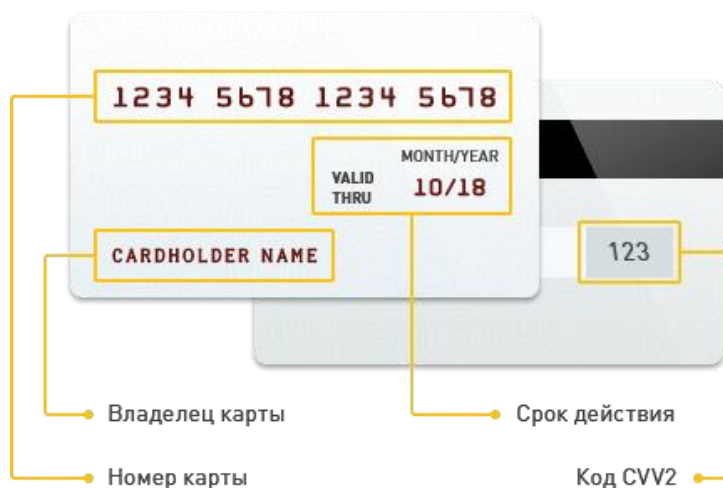 1234 5678 1234 5678
MONTH/YEAR
VALID THRU 10/18
CARDHOLDER NAME
123
Владелец карты
Срок действия
Номер карты
Код CVV2